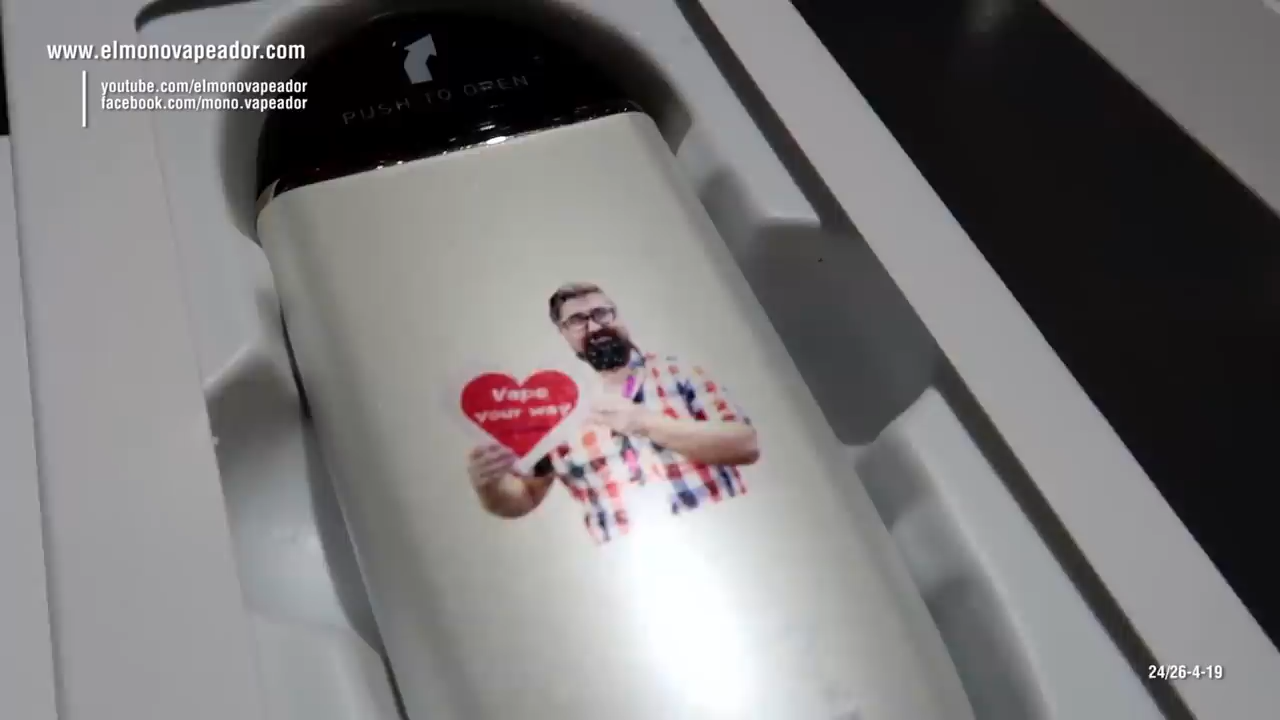 www.elmonovapeador.com
youtube.com/elmonovapeador
facebook.com/mono.vapeador
PUSH TO OPEN
Vape
your way
24/26-4-19